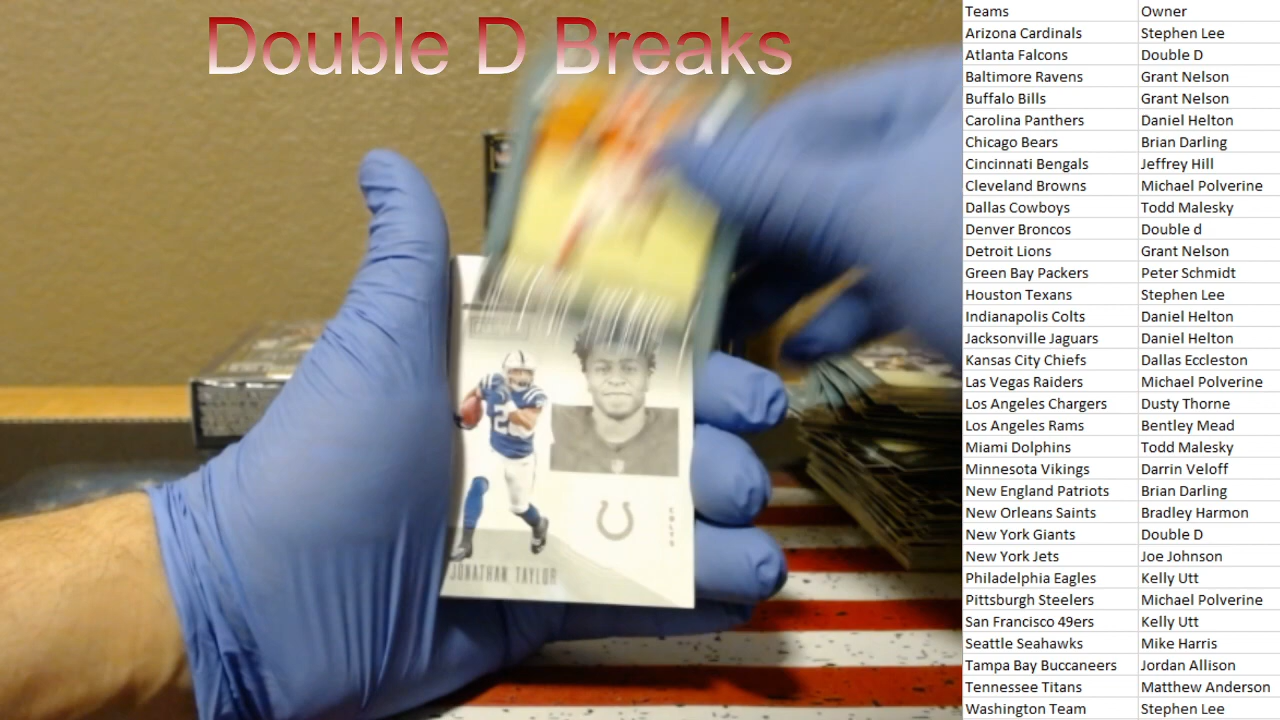 Double D Breaks
JONATHAN TAYLOR
COLTS
Teams Owner
Arizona Cardinals Stephen Lee
Atlanta Falcons Double D
Baltimore Ravens Grant Nelson
Buffalo Bills Grant Nelson
Carolina Panthers Daniel Helton
Chicago Bears Brian Darling
Cincinnati Bengals Jeffrey Hill
Cleveland Browns Michael Polverine
Dallas Cowboys Todd Malesky
Denver Broncos Double d
Detroit Lions Grant Nelson
Green Bay Packers Peter Schmidt
Houston Texans Stephen Lee
Indianapolis Colts Daniel Helton
Jacksonville Jaguars Daniel Helton
Kansas City Chiefs Dallas Eccleston
Las Vegas Raiders Michael Polverine
Los Angeles Chargers Dusty Thorne
Los Angeles Rams Bentley Mead
Miami Dolphins Todd Malesky
Minnesota Vikings Darrin Veloff
New England Patriots Brian Darling
New Orleans Saints Bradley Harmon
New York Giants Double D
New York Jets Joe Johnson
Philadelphia Eagles Kelly Utt
Pittsburgh Steelers Michael Polverine
San Francisco 49ers Kelly Utt
Seattle Seahawks Mike Harris
Tampa Bay Buccaneers Jordan Allison
Tennessee Titans Matthew Anderson
Washington Team Stephen Lee